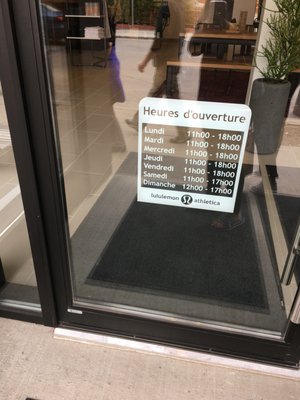 Heures d'ouverture
Lundi 11h00 - 18h00
Mardi 11h00 - 18h00
Mercredi 11h00 - 18h00
Jeudi 11h00 - 18h00
Vendredi 11h00 - 18h00
Samedi 11h00 - 17h00
Dimanche 12h00 - 17h00
lululemon athletica